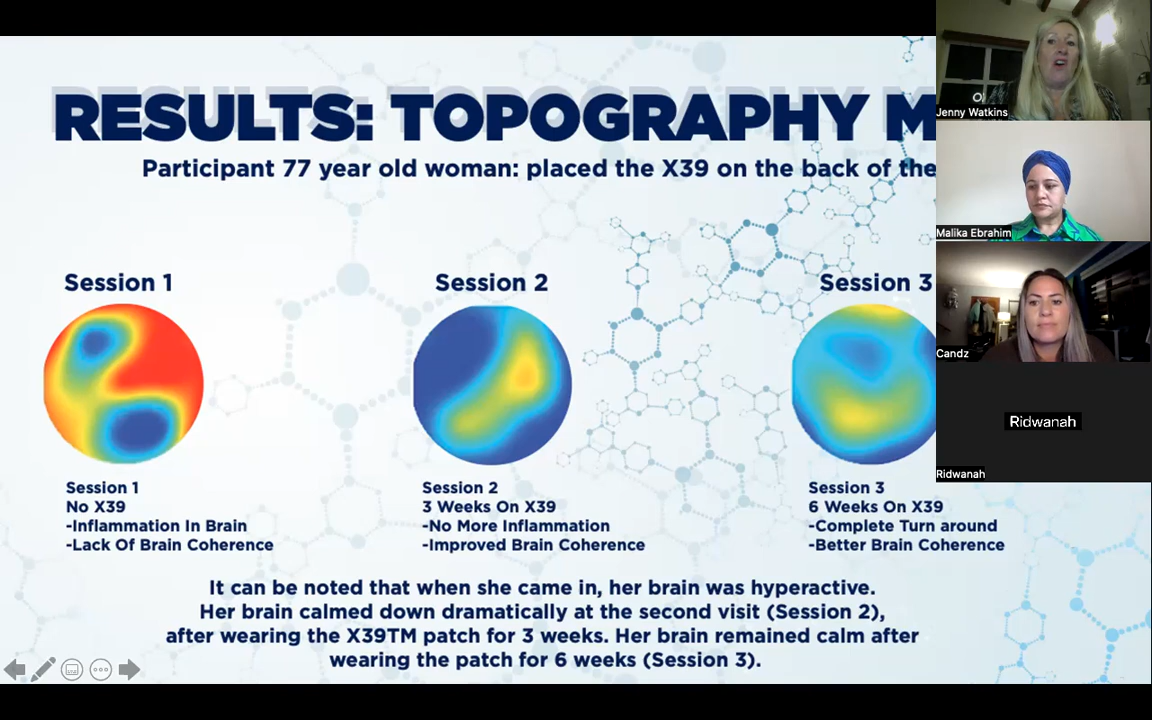 RESULTS: TOPOGRAPHY M
Participant 77 year old woman: placed the X39 on the back of the
Session 1
Session 2
Session 3
Session 1
No X39
-Inflammation In Brain
-Lack Of Brain Coherence
Session 2
3 Weeks On X39
-No More Inflammation
-Improved Brain Coherence
Session 3
6 Weeks On X39
-Complete Turn around
-Better Brain Coherence
It can be noted that when she came in, her brain was hyperactive.
Her brain calmed down dramatically at the second visit (Session 2),
after wearing the X39TM patch for 3 weeks. Her brain remained calm after
wearing the patch for 6 weeks (Session 3).
Jenny Watkins
Malika Ebrahim
Candz
Ridwanah
Ridwanah